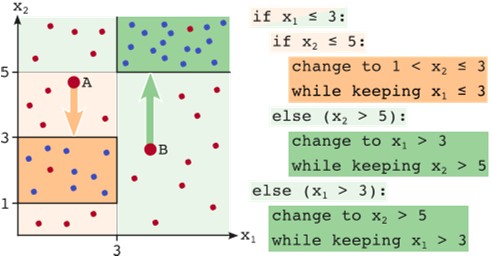 x₂
5
3
1
A
B
3
x₁
if x₁ ≤ 3:
if x₂ ≤ 5:
change to 1 < x₂ ≤ 3
while keeping x₁ ≤ 3
else (x₂ > 5):
change to x₁ > 3
while keeping x₂ > 5
else (x₁ > 3):
change to x₂ > 5
while keeping x₁ > 3